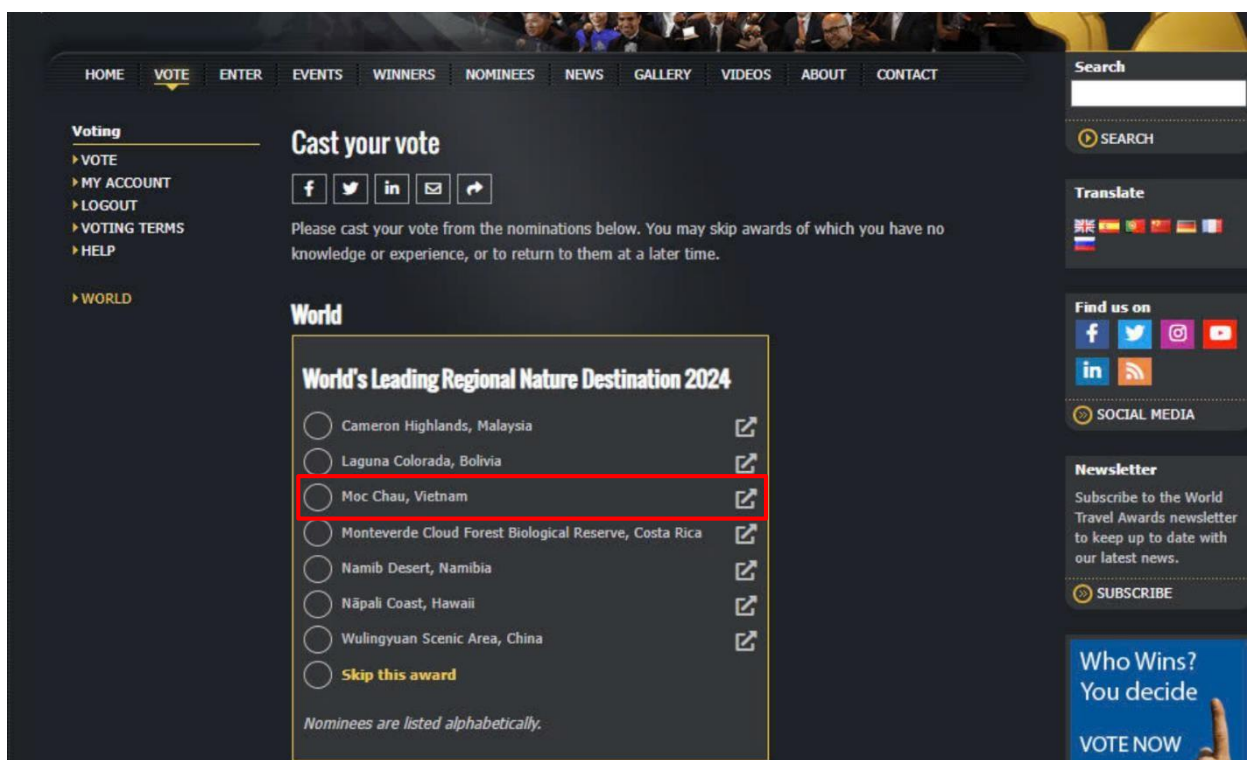 HOME VOTE ENTER EVENTS WINNERS NOMINEES NEWS GALLERY VIDEOS ABOUT CONTACT
Voting
VOTE
MY ACCOUNT
LOGOUT
VOTING TERMS
HELP
WORLD
Cast your vote
Please cast your vote from the nominations below. You may skip awards of which you have no
knowledge or experience, or to return to them at a later time.
World
World's Leading Regional Nature Destination 2024
Cameron Highlands, Malaysia
Laguna Colorada, Bolivia
Moc Chau, Vietnam
Monteverde Cloud Forest Biological Reserve, Costa Rica
Namib Desert, Namibia
Nāpali Coast, Hawaii
Wulingyuan Scenic Area, China
Skip this award
Nominees are listed alphabetically.
Search
SEARCH
Translate
Find us on
SOCIAL MEDIA
Newsletter
Subscribe to the World
Travel Awards newsletter
to keep up to date with
our latest news.
SUBSCRIBE
Who Wins?
You decide
VOTE NOW